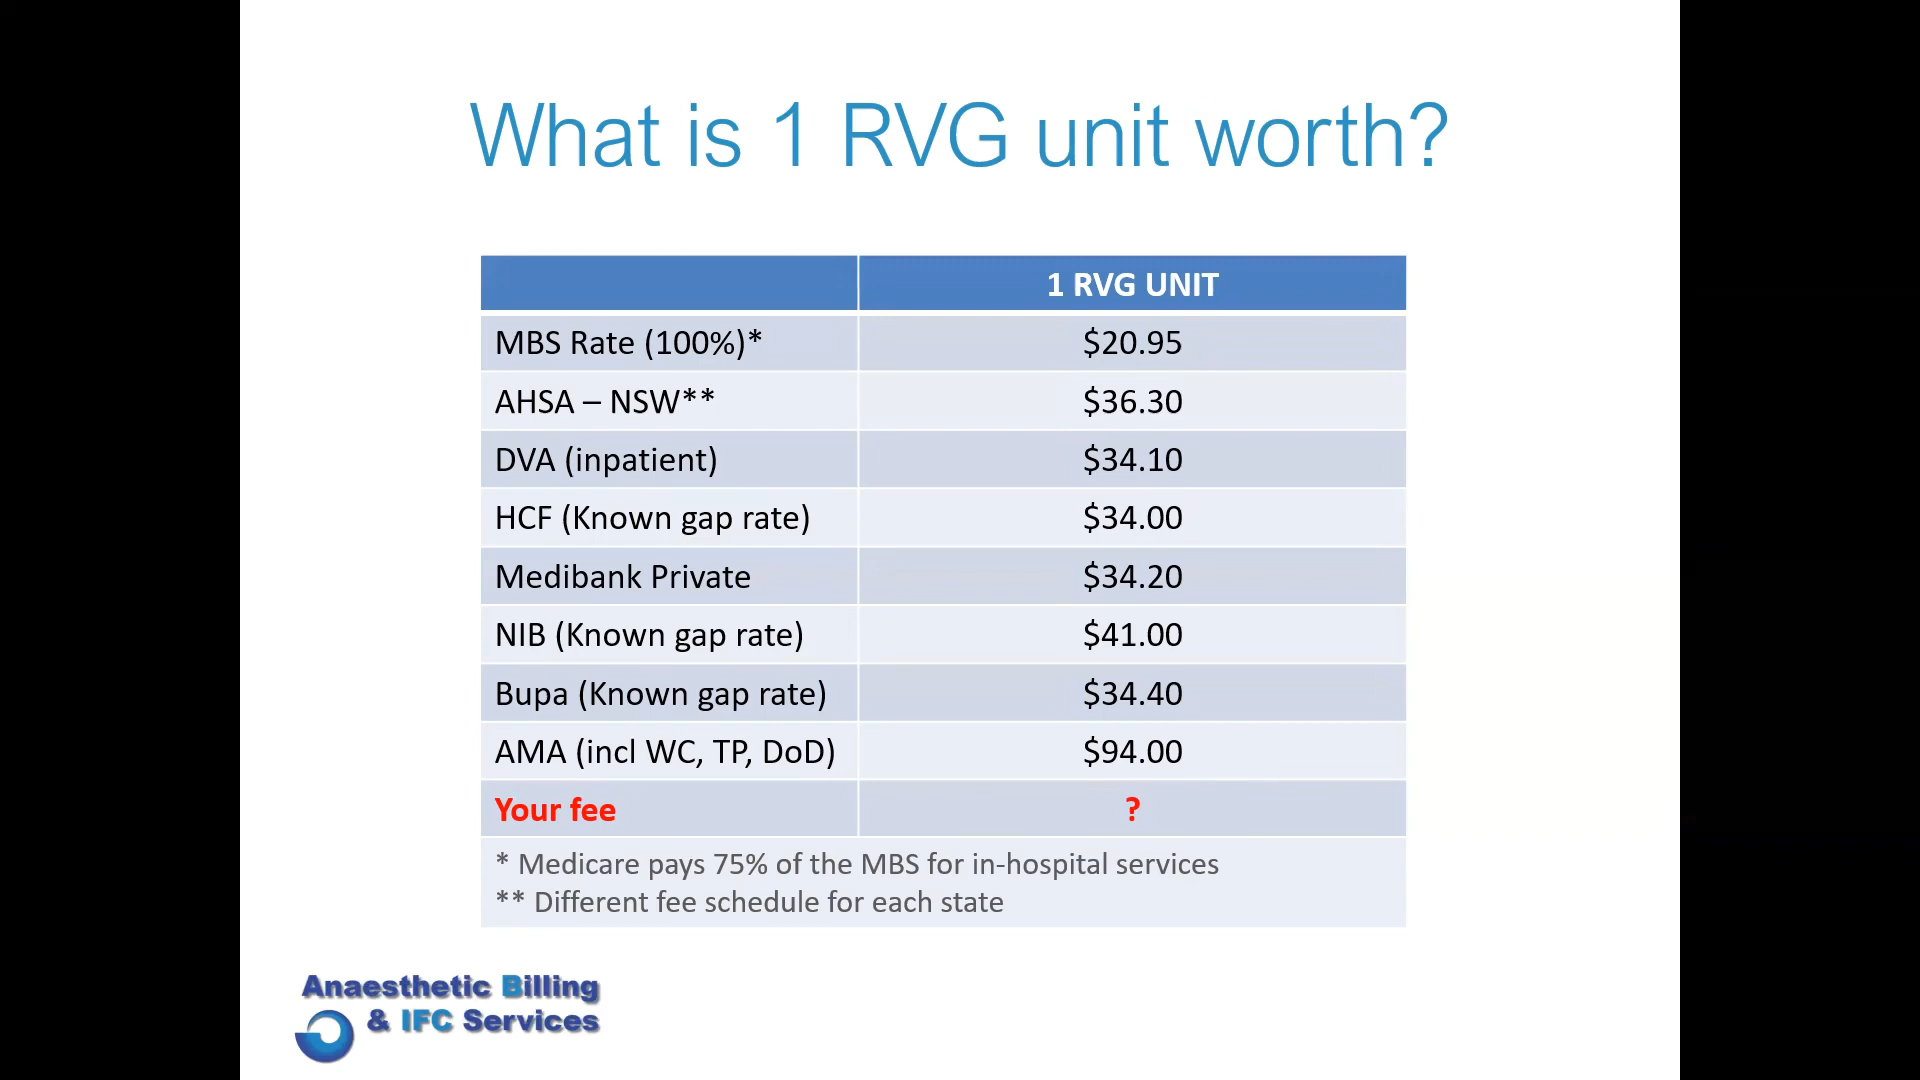 What is 1 RVG unit worth?
1 RVG UNIT
MBS Rate (100%)* $20.95
AHSA – NSW** $36.30
DVA (inpatient) $34.10
HCF (Known gap rate) $34.00
Medibank Private $34.20
NIB (Known gap rate) $41.00
Bupa (Known gap rate) $34.40
AMA (incl WC, TP, DoD) $94.00
Your fee ?
* Medicare pays 75% of the MBS for in-hospital services
** Different fee schedule for each state
Anaesthetic Billing
& IFC Services